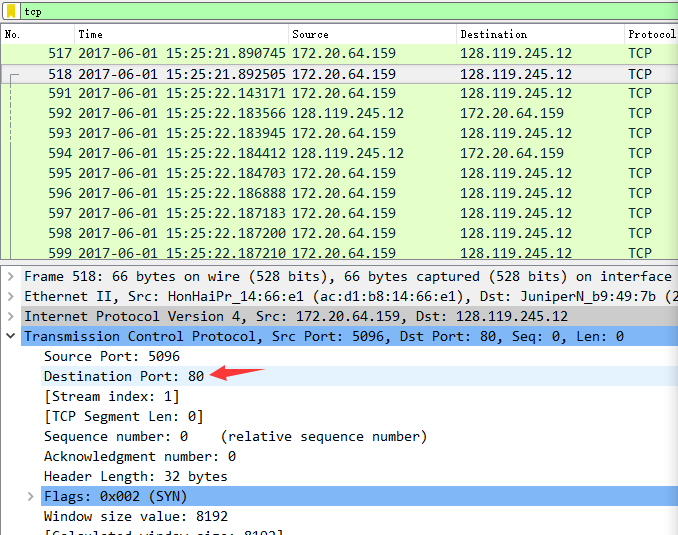 tcp
No. Time Source Destination Protocol
517 2017-06-01 15:25:21.890745 172.20.64.159 128.119.245.12 TCP
518 2017-06-01 15:25:21.892505 172.20.64.159 128.119.245.12 TCP
591 2017-06-01 15:25:22.143171 172.20.64.159 128.119.245.12 TCP
592 2017-06-01 15:25:22.183566 128.119.245.12 172.20.64.159 TCP
593 2017-06-01 15:25:22.183945 172.20.64.159 128.119.245.12 TCP
594 2017-06-01 15:25:22.184412 128.119.245.12 172.20.64.159 TCP
595 2017-06-01 15:25:22.184703 172.20.64.159 128.119.245.12 TCP
596 2017-06-01 15:25:22.186888 172.20.64.159 128.119.245.12 TCP
597 2017-06-01 15:25:22.187183 172.20.64.159 128.119.245.12 TCP
598 2017-06-01 15:25:22.187200 172.20.64.159 128.119.245.12 TCP
599 2017-06-01 15:25:22.187210 172.20.64.159 128.119.245.12 TCP
Frame 518: 66 bytes on wire (528 bits), 66 bytes captured (528 bits) on interface
Ethernet II, Src: HonHaiPr_14:66:e1 (ac:d1:b8:14:66:e1), Dst: JuniperN_b9:49:7b (2
Internet Protocol Version 4, Src: 172.20.64.159, Dst: 128.119.245.12
Transmission Control Protocol, Src Port: 5096, Dst Port: 80, Seq: 0, Len: 0
Source Port: 5096
Destination Port: 80
[Stream index: 1]
[TCP Segment Len: 0]
Sequence number: 0 (relative sequence number)
Acknowledgment number: 0
Header Length: 32 bytes
Flags: 0x002 (SYN)
Window size value: 8192
[Calculated window size: 8192]